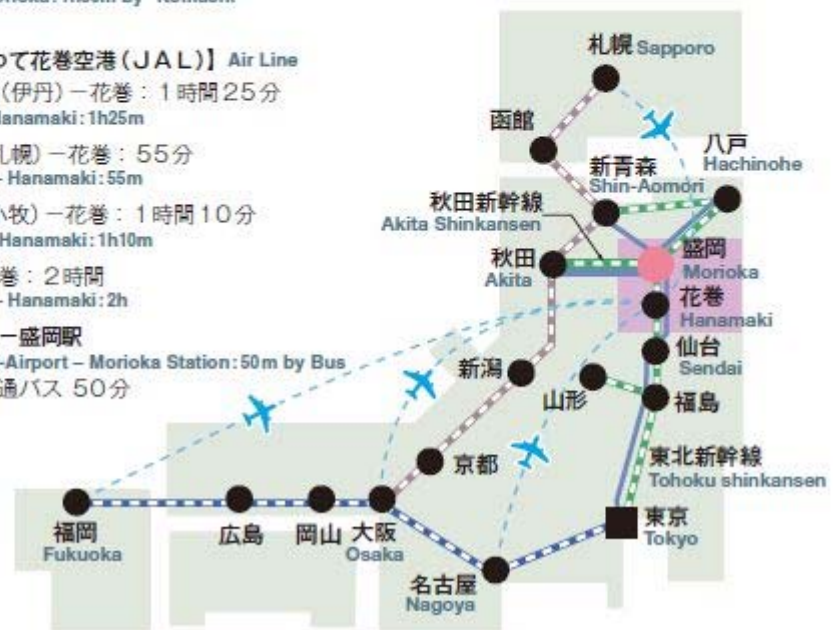 つて花巻空港(JAL)】Air Line
(伊丹)－花巻：１時間25分
Hanamaki:1h25m
札幌)－花巻：55分
- Hanamaki:55m
小牧)－花巻：１時間10分
Hanamaki:1h10m
巻：２時間
- Hanamaki:2h
ー盛岡駅
-Airport – Morioka Station:50m by Bus
通バス 50分
札幌 Sapporo
函館
八戸
Hachinohe
新青森
Shin-Aomori
秋田新幹線
Akita Shinkansen
盛岡
Morioka
秋田
Akita
花巻
Hanamaki
仙台
Sendai
新潟
山形
福島
京都
東北新幹線
Tohoku shinkansen
福岡
Fukuoka
広島
岡山
大阪
Osaka
東京
Tokyo
名古屋
Nagoya